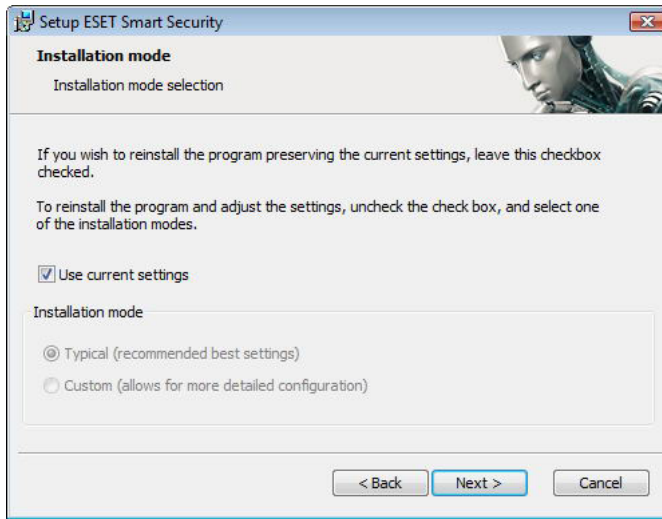 Setup ESET Smart Security
Installation mode
Installation mode selection
If you wish to reinstall the program preserving the current settings, leave this checkbox
checked.
To reinstall the program and adjust the settings, uncheck the check box, and select one
of the installation modes.
Use current settings
Installation mode
Typical (recommended best settings)
Custom (allows for more detailed configuration)
< Back Next > Cancel